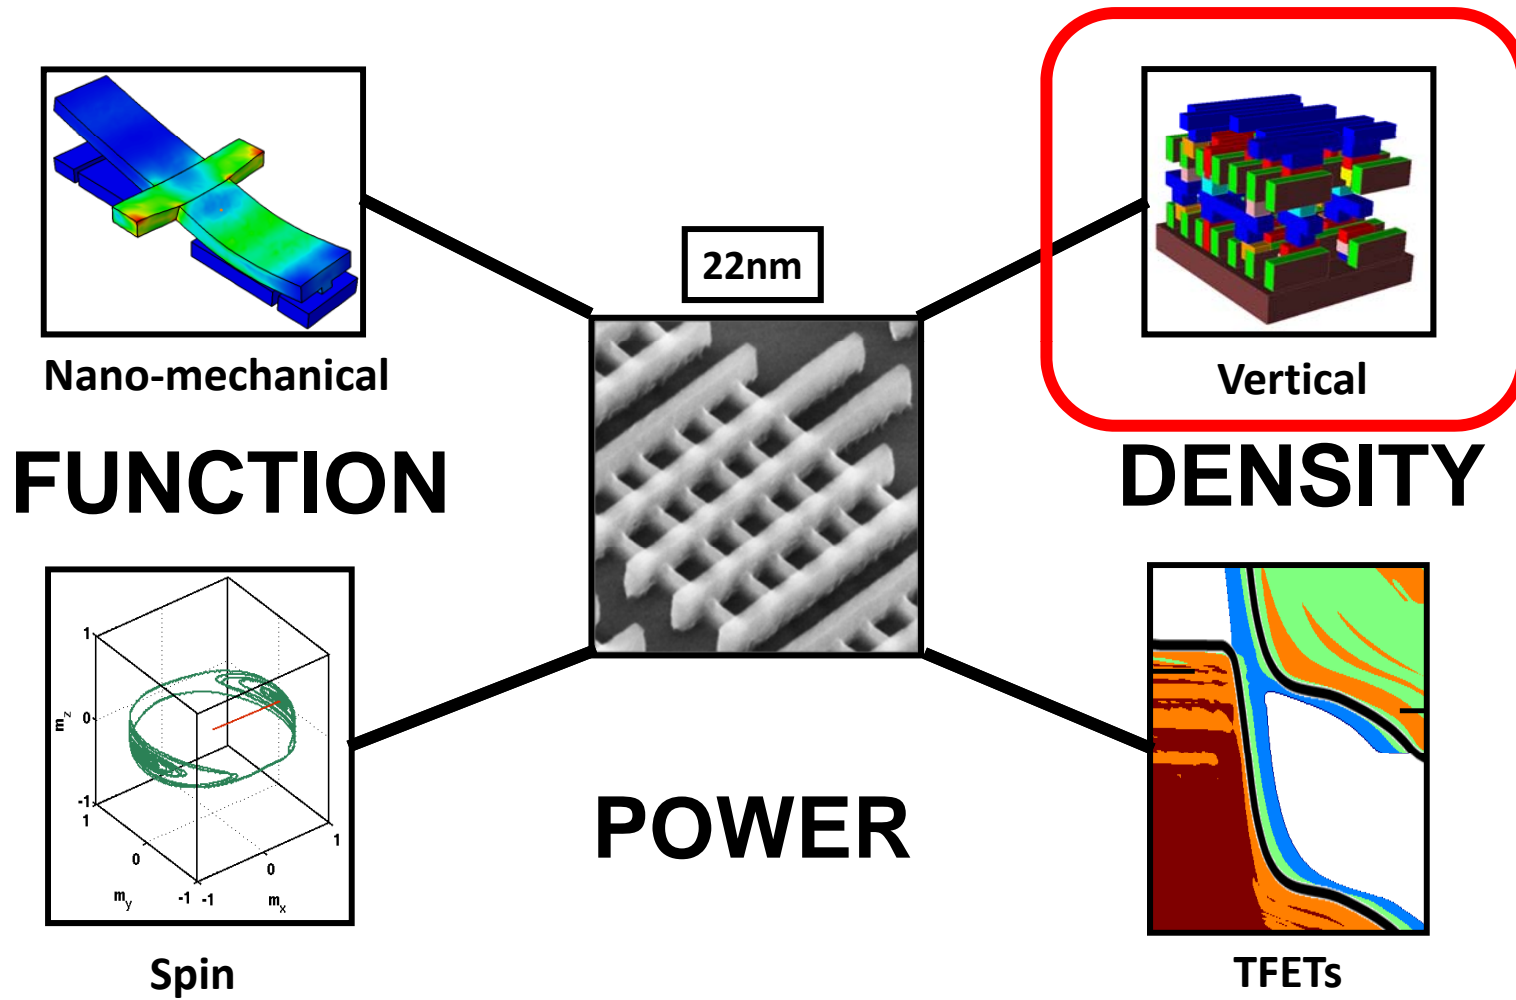 22nm
Nano-mechanical
Vertical
FUNCTION
DENSITY
1
0
-1
m_z
1
0
-1
m_y
-1
0
1
m_x
POWER
Spin
TFETs